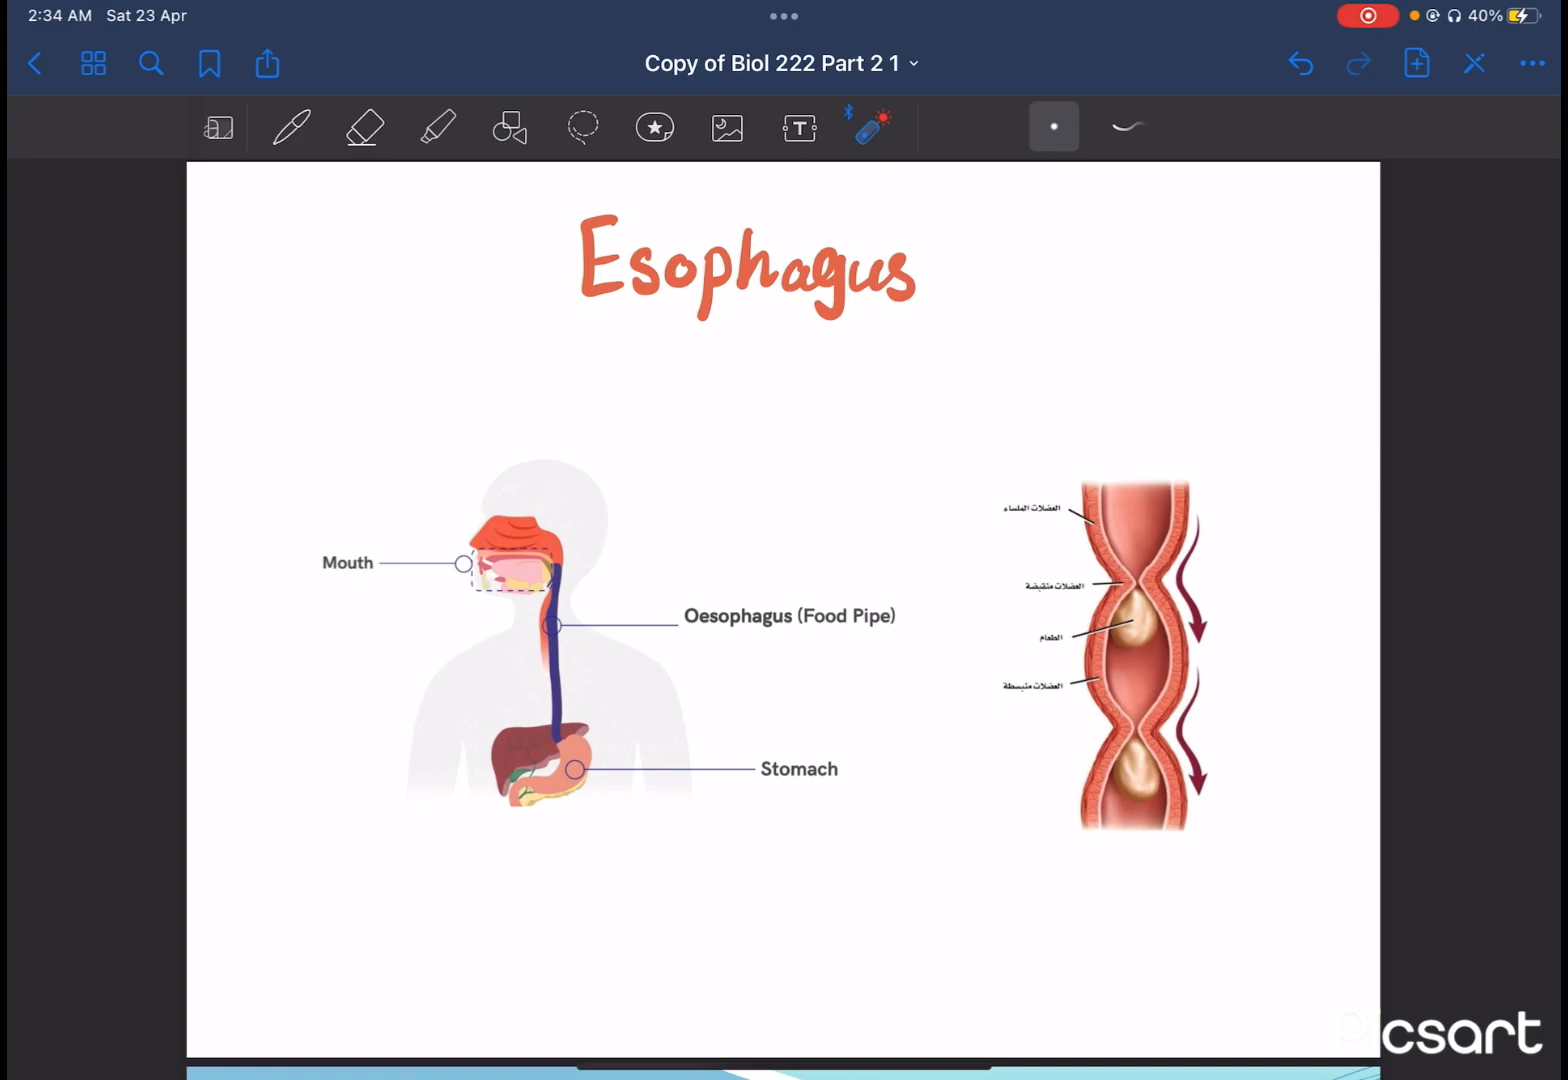 2:34 AM Sat 23 Apr
40%
Copy of Biol 222 Part 2 1
Esophagus
Mouth
Oesophagus (Food Pipe)
Stomach
العضلات الملساء
العضلات منقبضة
الطعام
العضلات منبسطة
picsart